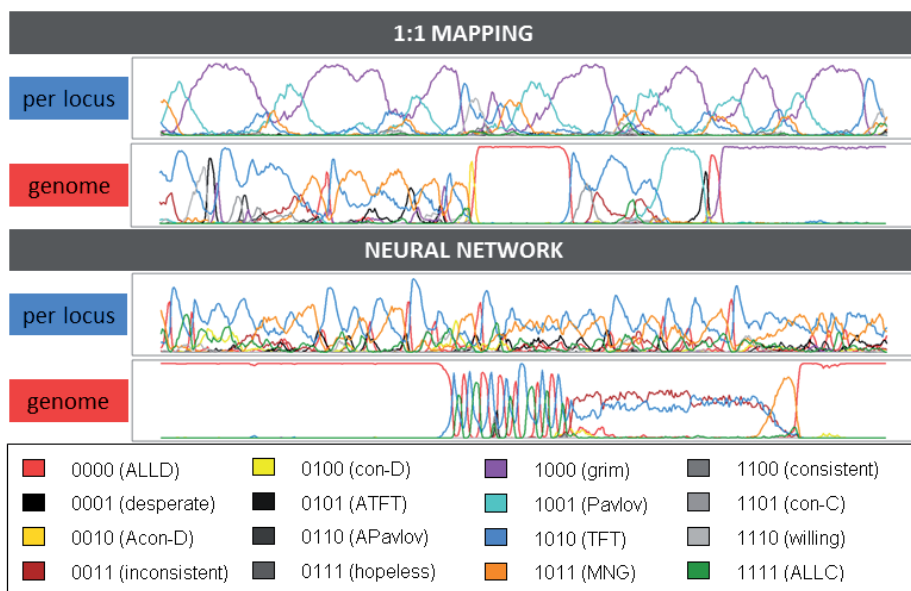 1:1 MAPPING
per locus
genome
NEURAL NETWORK
per locus
genome
0000 (ALLD) 0100 (con-D) 1000 (grim) 1100 (consistent)
0001 (desperate) 0101 (ATFT) 1001 (Pavlov) 1101 (con-C)
0010 (Acon-D) 0110 (APavlov) 1010 (TFT) 1110 (willing)
0011 (inconsistent) 0111 (hopeless) 1011 (MNG) 1111 (ALLC)